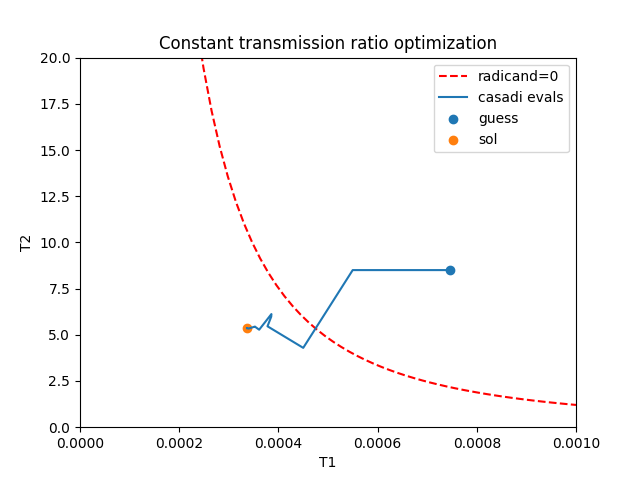 Constant transmission ratio optimization
20.0
17.5
15.0
12.5
10.0
7.5
5.0
2.5
0.0
T2
radicand=0
casadi evals
guess
sol
0.0000 0.0002 0.0004 0.0006 0.0008 0.0010
T1